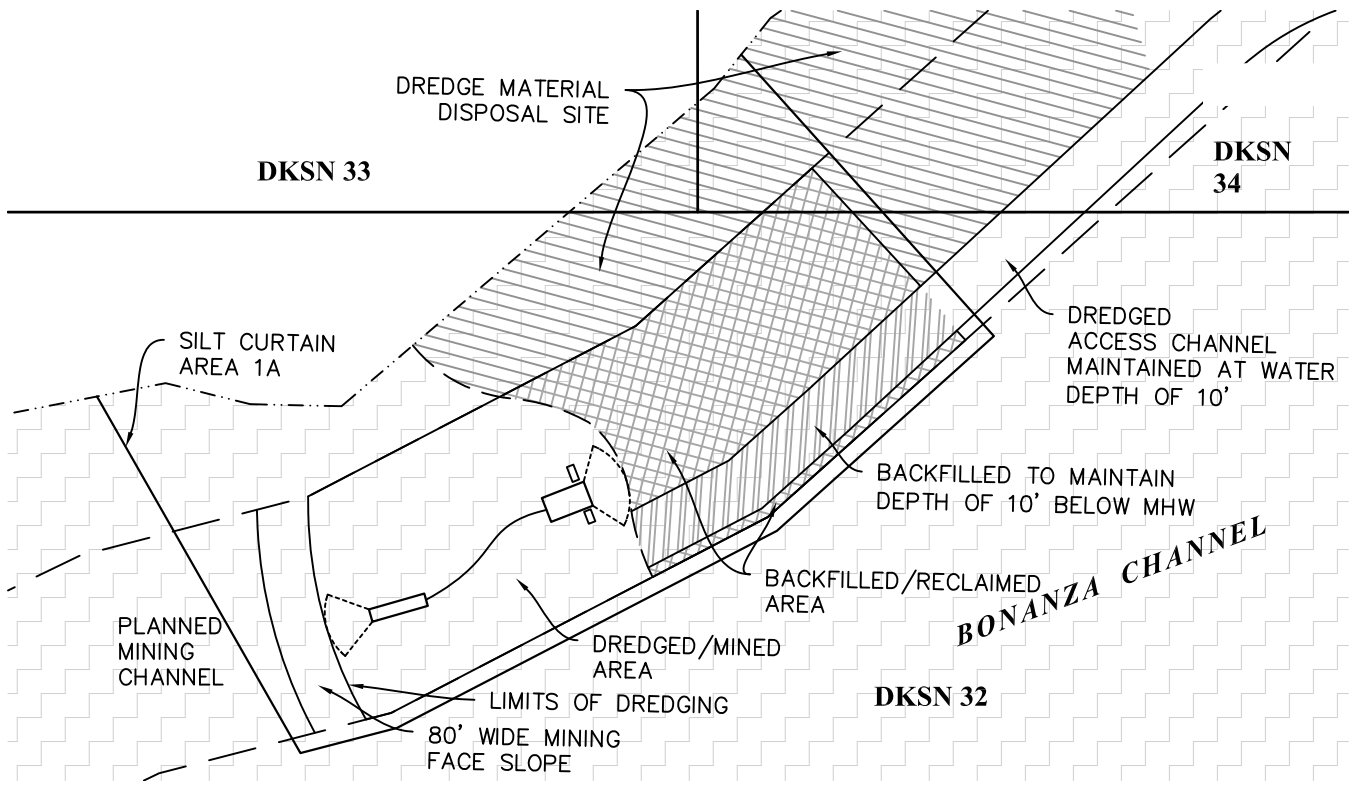 DREDGE MATERIAL
DISPOSAL SITE
DKSN 33
DKSN
34
SILT CURTAIN
AREA 1A
DREDGED
ACCESS CHANNEL
MAINTAINED AT WATER
DEPTH OF 10'
BACKFILLED TO MAINTAIN
DEPTH OF 10' BELOW MHW
BONANZA CHANNEL
BACKFILLED/RECLAIMED
AREA
PLANNED
MINING
CHANNEL
DREDGED/MINED
AREA
LIMITS OF DREDGING
DKSN 32
80' WIDE MINING
FACE SLOPE